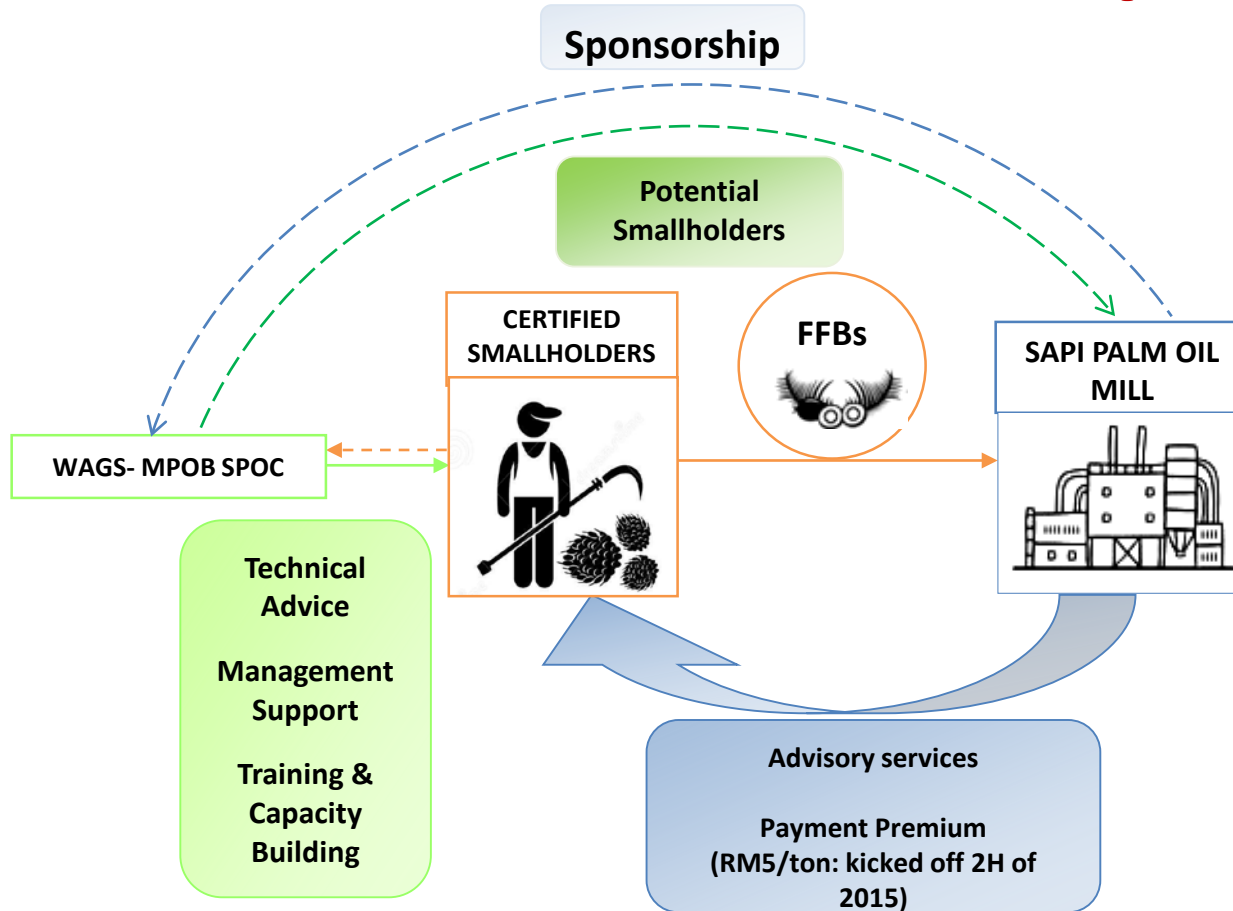 Sponsorship
Potential
Smallholders
CERTIFIED
SMALLHOLDERS
FFBs
SAPI PALM OIL
MILL
WAGS- MPOB SPOC
Technical
Advice
Management
Support
Training &
Capacity
Building
Advisory services
Payment Premium
(RM5/ton: kicked off 2H of
2015)